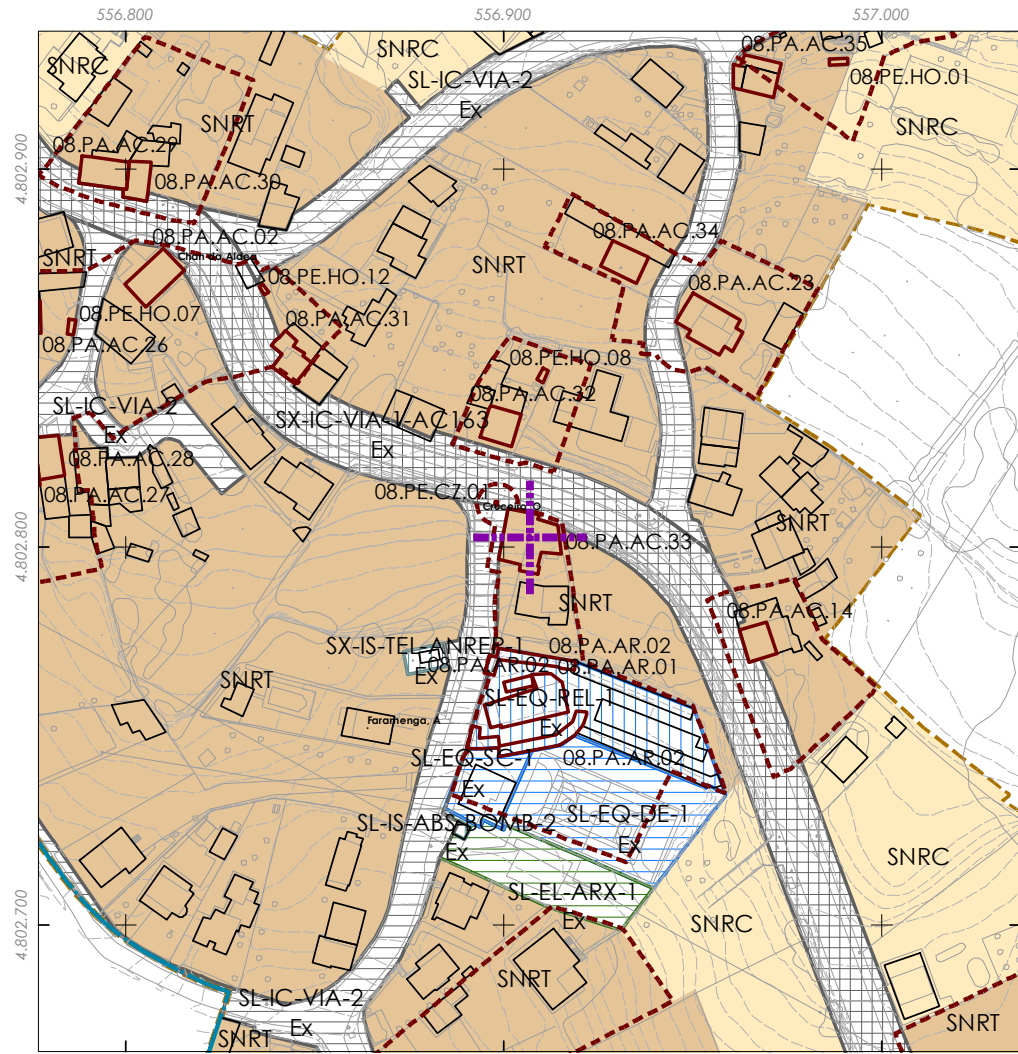 556.800
556.900
557.000
SNRC
SNRC
08.PA.AC.35
08.PE.HO.01
SL-IC-VIA-2
Ex
SNRT
SNRC
4.802.900
08.PA.AC.29
08.PA.AC.30
08.PA.AC.02
Chan da Aldea
08.PA.AC.34
SNRT
SNRT
08.PE.HO.12
08.PA.AC.23
08.PE.HO.07
08.PA.AC.31
08.PA.AC.26
08.PE.HO.08
08.PA.AC.32
SL-IC-VIA-2
Ex
SX-IC-VIA-1-AC163
Ex
08.PA.AC.28
08.PA.AC.27
08.PE.CZ.01
Cruceiro, O
SNRT
4.802.800
08.PA.AC.33
SNRT
08.PA.AC.14
SX-IS-TEL-ANRER-1
Ex
08.PA.AR.02
08.PA.AR.02
08.PA.AR.01
SNRT
SL-EQ-REL-1
Ex
Faramenga, A
SL-EQ-SC-1
Ex
08.PA.AR.02
SL-IS-ABS-BOMB-2
Ex
SL-EQ-DE-1
Ex
SNRC
SL-EL-ARX-1
Ex
SNRC
4.802.700
SNRT
SL-IC-VIA-2
Ex
SNRT
SNRT